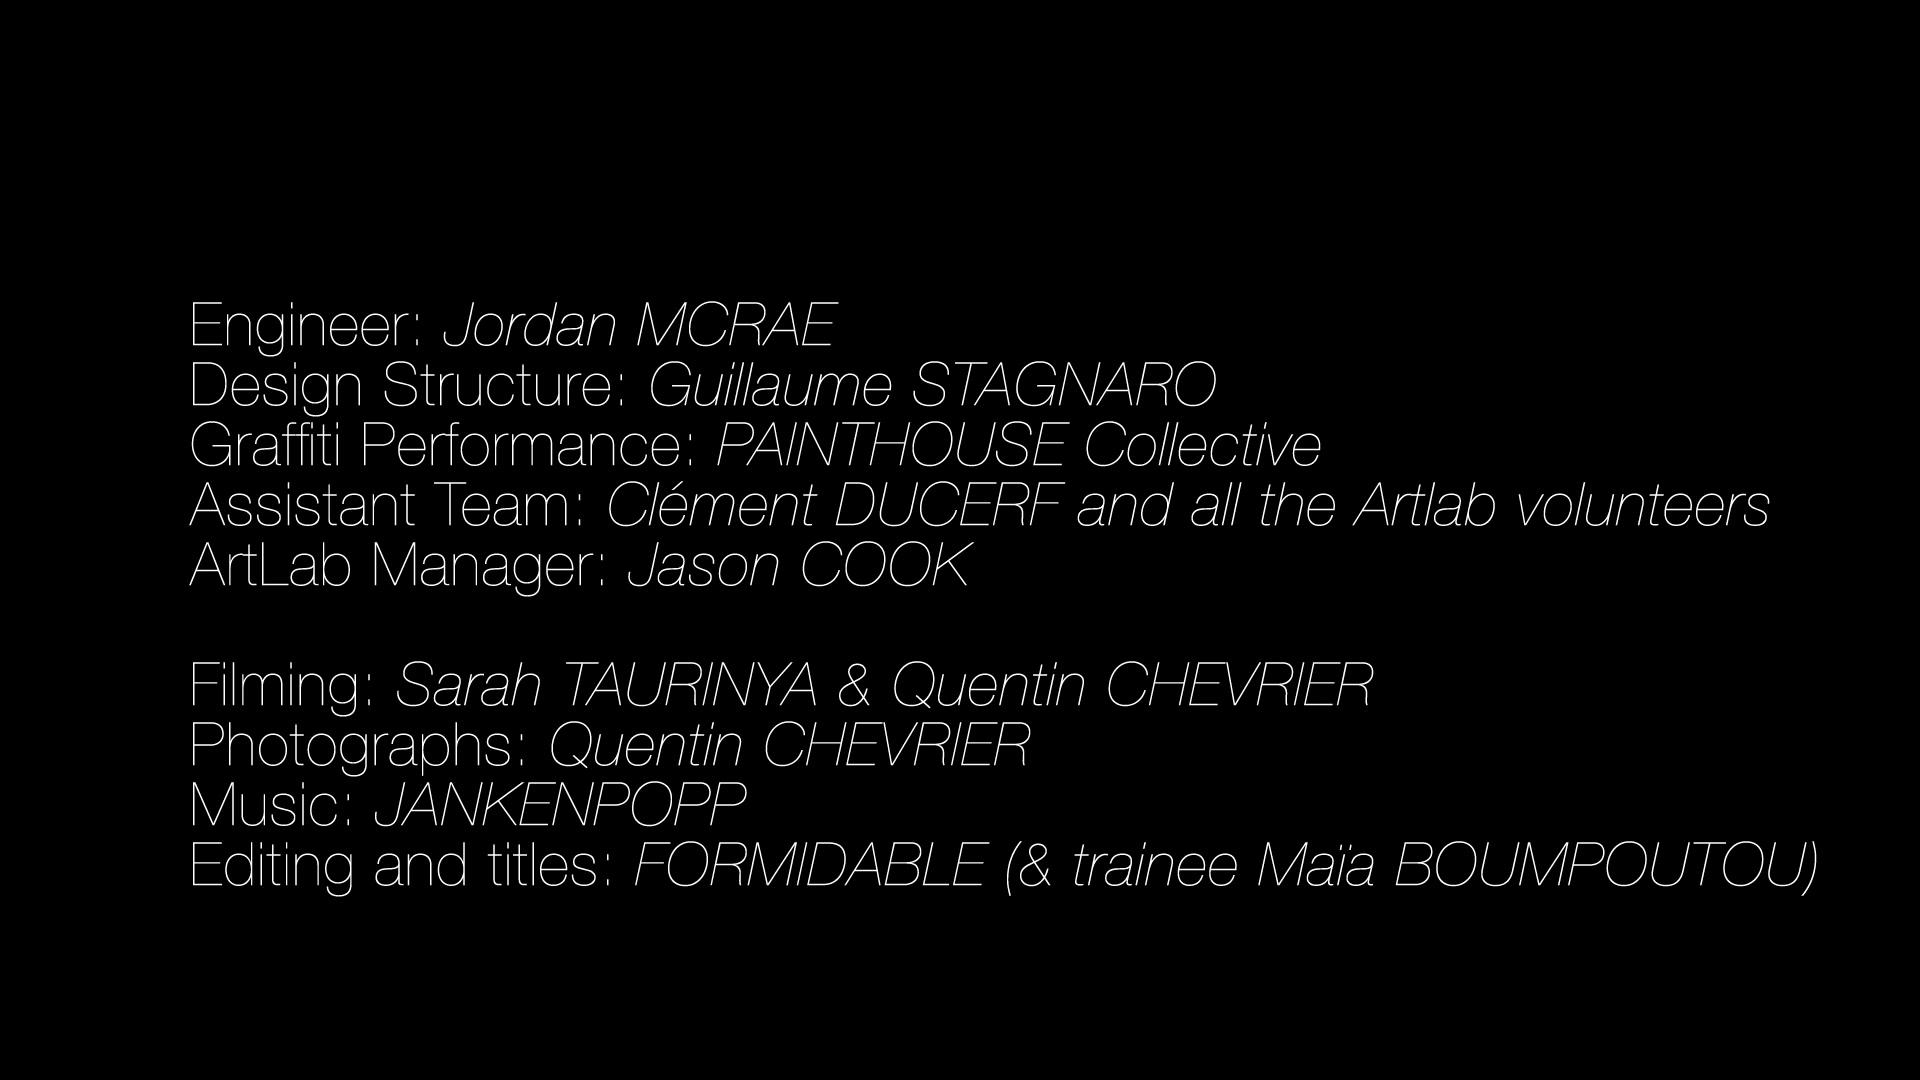 Engineer: Jordan MCRAE
Design Structure: Guillaume STAGNARO
Graffiti Performance: PAINTHOUSE Collective
Assistant Team: Clément DUCERF and all the Artlab volunteers
ArtLab Manager: Jason COOK
Filming: Sarah TAURINYA & Quentin CHEVRIER
Photographs: Quentin CHEVRIER
Music: JANKENPOPP
Editing and titles: FORMIDABLE (& trainee Maïa BOUMPOUTOU)